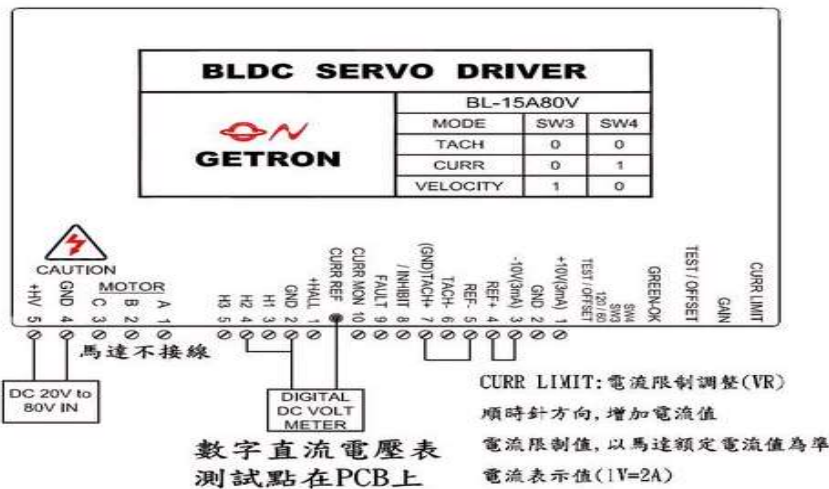 BLDC SERVO DRIVER
GETRON
BL-15A80V
MODE SW3 SW4
TACH 0 0
CURR 0 1
VELOCITY 1 0
CAUTION
MOTOR
+HV 5
GND 4
C 3
B 2
A 1
H3 5
H2 4
H1 3
GND 2
+HALL 1
CURR REF
CURR MON 10
FAULT 9
/ INHIBIT 8
(GND)TACH+ 7
TACH- 6
REF- 5
REF+ 4
-10V(3mA) 3
GND 2
+10V(3mA) 1
TEST / OFFSET
120 / 60
SW3
SW4
GREEN-OK
TEST / OFFSET
GAIN
CURR LIMIT
馬達不接線
DC 20V to
80V IN
DIGITAL
DC VOLT
METER
數字直流電壓表
測試點在PCB上
CURR LIMIT:電流限制調整(VR)
順時針方向,增加電流值
電流限制值,以馬達額定電流值為準
電流表示值(1V=2A)